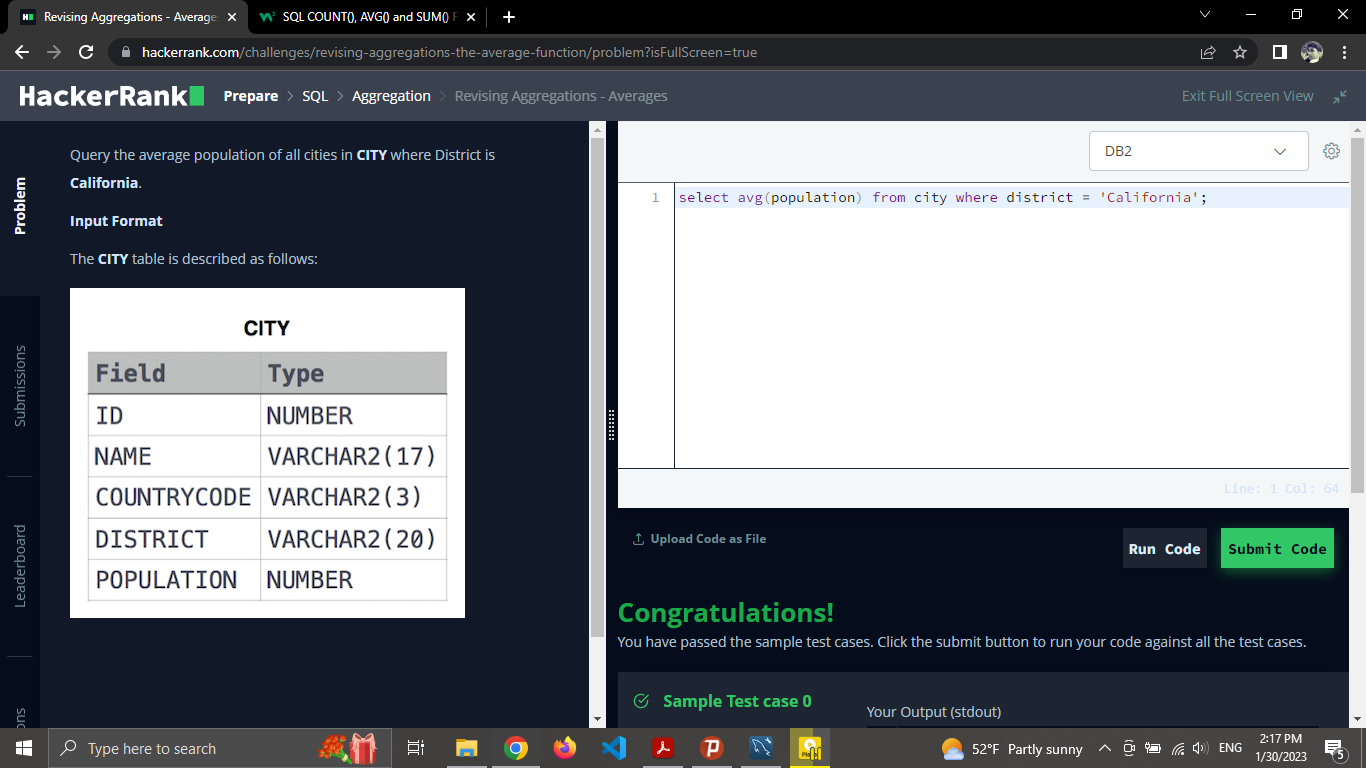 Revising Aggregations - Averages
SQL COUNT(), AVG() and SUM() F
hackerrank.com/challenges/revising-aggregations-the-average-function/problem?isFullScreen=true
HackerRank
Prepare > SQL > Aggregation > Revising Aggregations - Averages
Exit Full Screen View
Problem
Submissions
Leaderboard
Query the average population of all cities in CITY where District is
California.
Input Format
The CITY table is described as follows:
CITY
Field Type
ID NUMBER
NAME VARCHAR2(17)
COUNTRYCODE VARCHAR2(3)
DISTRICT VARCHAR2(20)
POPULATION NUMBER
DB2
1 select avg(population) from city where district = 'California';
Line: 1 Col: 64
Upload Code as File
Run Code
Submit Code
Congratulations!
You have passed the sample test cases. Click the submit button to run your code against all the test cases.
Sample Test case 0
Your Output (stdout)
Type here to search
52°F Partly sunny
ENG
2:17 PM
1/30/2023
5